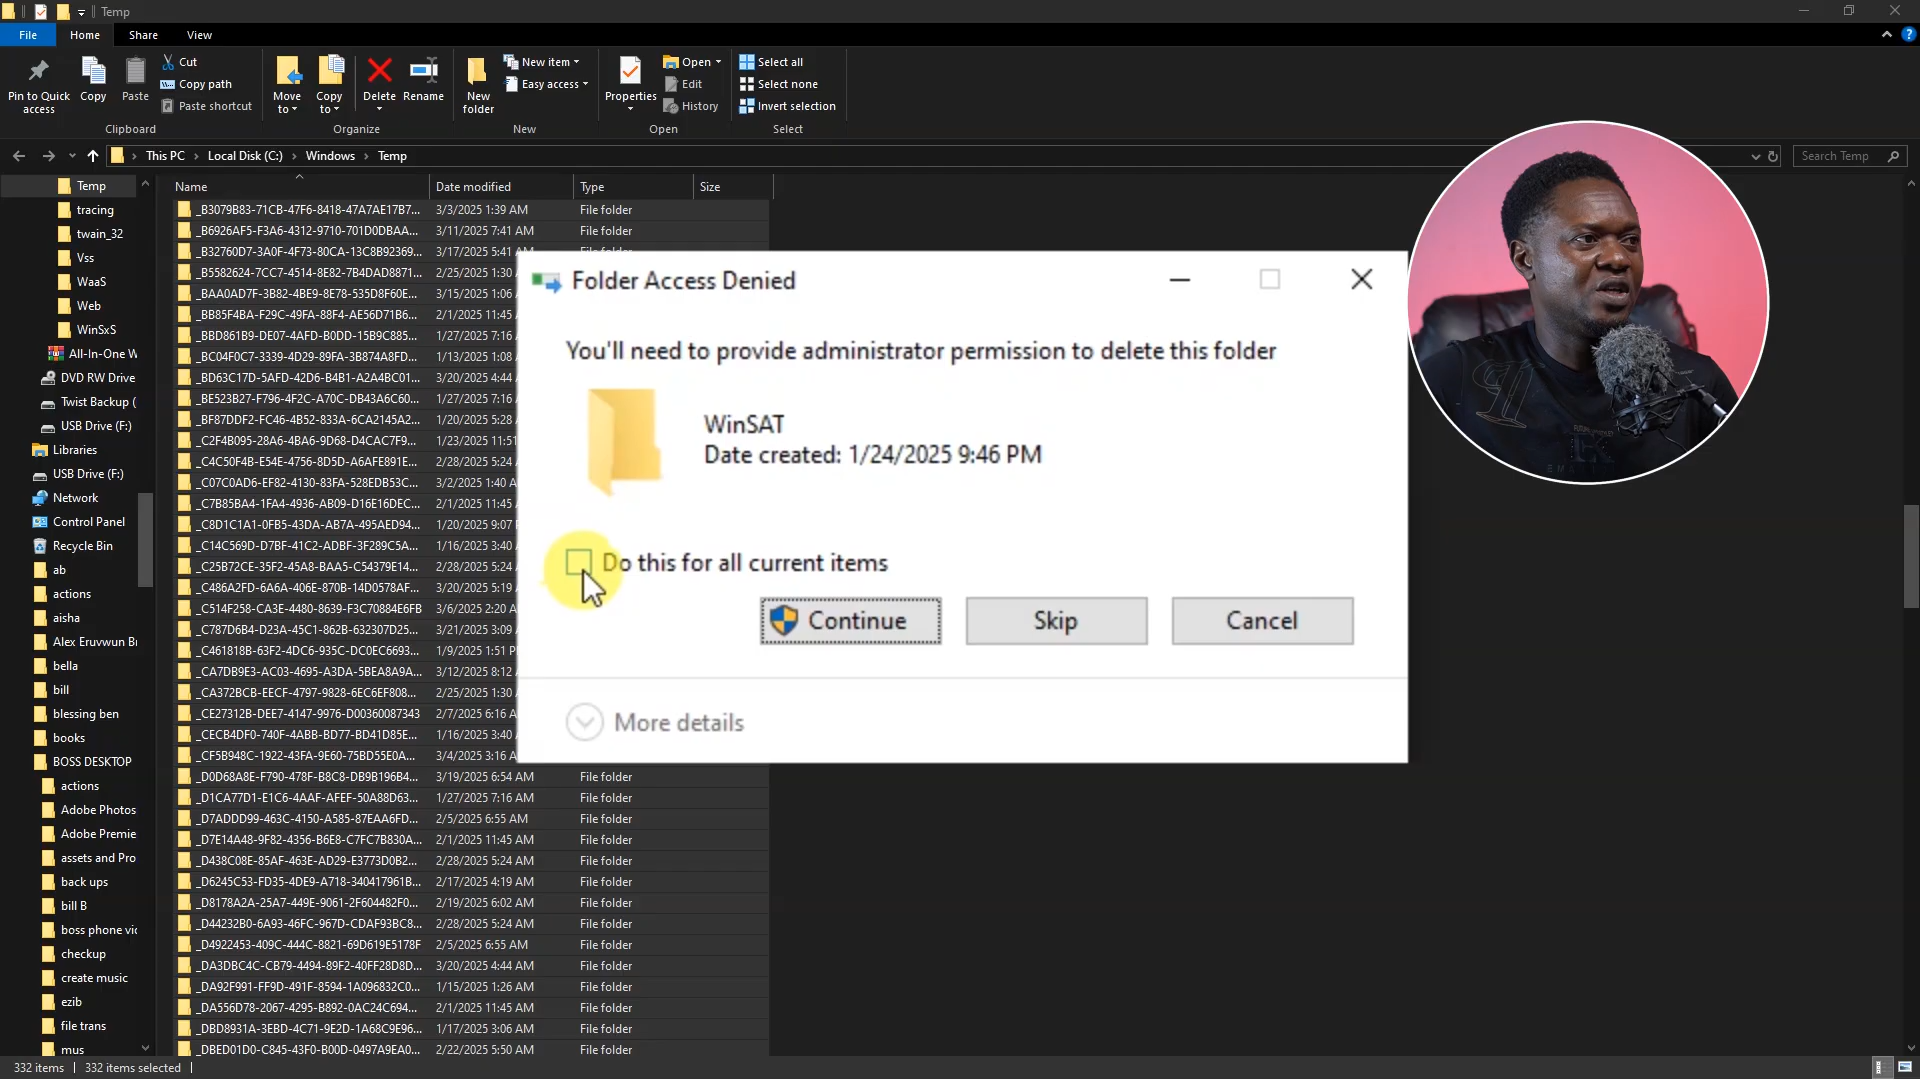 Temp
File
Home
Share
View
Pin to Quick access
Copy
Paste
Cut
Copy path
Paste shortcut
Clipboard
Move to
Copy to
Delete
Rename
Organize
New folder
New item
Easy access
New
Properties
Open
Edit
History
Open
Select all
Select none
Invert selection
Select
This PC
Local Disk (C:)
Windows
Temp
Search Temp
Name
Date modified
Type
Size
Temp
tracing
twain_32
Vss
WaaS
Web
WinSxS
All-In-One W
DVD RW Drive
Twist Backup (
USB Drive (F:)
Libraries
USB Drive (F:)
Network
Control Panel
Recycle Bin
ab
actions
aisha
Alex Eruvwun Br
bella
bill
blessing ben
books
BOSS DESKTOP
actions
Adobe Photos
Adobe Premie
assets and Pro
back ups
bill B
boss phone vid
checkup
create music
ezib
file trans
mus
_B3079B83-71CB-47F6-8418-47A7AE17B7... 3/3/2025 1:39 AM File folder
_B6926AF5-F3A6-4312-9710-701D0DBAA... 3/11/2025 7:41 AM File folder
_B32760D7-3A0F-4F73-80CA-13C8B92369... 3/17/2025 5:41 AM File folder
_B5582624-7CC7-4514-8E82-7B4DAD8871... 2/25/2025 1:30
_BAA0AD7F-3B82-4BE9-8E78-535D8F60E... 3/15/2025 1:06
_BB85F4BA-F29C-49FA-88F4-AE56D71B6... 2/1/2025 11:45
_BBD861B9-DE07-4AFD-B0DD-15B9C885... 1/27/2025 7:16
_BC04F0C7-3339-4D29-89FA-3B874A8FD... 1/13/2025 1:08
_BD63C17D-5AFD-42D6-B4B1-A2A4BC01... 3/20/2025 4:44
_BE523B27-F796-4F2C-A70C-DB43A6C60... 1/27/2025 7:16
_BF87DDF2-FC46-4B52-833A-6CA2145A2... 1/20/2025 5:28
_C2F4B095-28A6-4BA6-9D68-D4CAC7F9... 1/23/2025 11:51
_C4C50F4B-E54E-4756-8D5D-A6AFE891E... 2/28/2025 5:24
_C07C0AD6-EF82-4130-83FA-528EDB53C... 3/2/2025 1:40 A
_C7B85BA4-1FA4-4936-AB09-D16E16DEC... 2/1/2025 11:45
_C8D1C1A1-0FB5-43DA-AB7A-495AED94... 1/20/2025 9:07
_C14C569D-D7BF-41C2-ADBF-3F289C5A... 1/16/2025 3:40
_C25B72CE-35F2-45A8-BAA5-C54379E14... 2/28/2025 5:24
_C486A2FD-6A6A-406E-870B-14D0578AF... 3/20/2025 5:19
_C514F258-CA3E-4480-8639-F3C70884E6FB 3/6/2025 2:20 A
_C787D6B4-D23A-45C1-862B-632307D25... 3/21/2025 3:09
_C461818B-63F2-4DC6-935C-DC0EC6693... 1/9/2025 1:51 P
_CA7DB9E3-AC03-4695-A3DA-5BEA8A9A... 3/12/2025 8:12
_CA372BCB-EECF-4797-9828-6EC6EF808... 2/25/2025 1:30
_CE27312B-DEE7-4147-9976-D00360087343 2/7/2025 6:16 A
_CECB4DF0-740F-4ABB-BD77-BD41D85E... 1/16/2025 3:40
_CF5B948C-1922-43FA-9E60-75BD55E0A... 3/4/2025 3:16 A
_D0D68A8E-F790-478F-B8C8-DB9B196B4... 3/19/2025 6:54 AM File folder
_D1CA77D1-E1C6-4AAF-AFEF-50A88D63... 1/27/2025 7:16 AM File folder
_D7ADDD99-463C-4150-A585-87EAA6FD... 2/5/2025 6:55 AM File folder
_D7E14A48-9F82-4356-B6E8-C7FC7B830A... 2/1/2025 11:45 AM File folder
_D438C08E-85AF-463E-AD29-E3773D0B2... 2/28/2025 5:24 AM File folder
_D6245C53-FD35-4DE9-A718-340417961B... 2/17/2025 4:19 AM File folder
_D8178A2A-25A7-449E-9061-2F604482F0... 2/19/2025 6:02 AM File folder
_D44232B0-6A93-46FC-967D-CDAF93BC8... 2/28/2025 5:24 AM File folder
_D4922453-409C-444C-8821-69D619E5178F 2/5/2025 6:55 AM File folder
_DA3DBC4C-CB79-4494-89F2-40FF28D8D... 3/20/2025 4:44 AM File folder
_DA92F991-FF9D-491F-8594-1A096832C0... 1/15/2025 1:26 AM File folder
_DA556D78-2067-4295-B892-0AC24C694... 2/1/2025 11:45 AM File folder
_DBD8931A-3EBD-4C71-9E2D-1A68C9E96... 1/17/2025 3:06 AM File folder
_DBED01D0-C845-43F0-B00D-0497A9EA0... 2/22/2025 5:50 AM File folder
Folder Access Denied
You'll need to provide administrator permission to delete this folder
WinSAT
Date created: 1/24/2025 9:46 PM
Do this for all current items
Continue
Skip
Cancel
More details
332 items
332 items selected